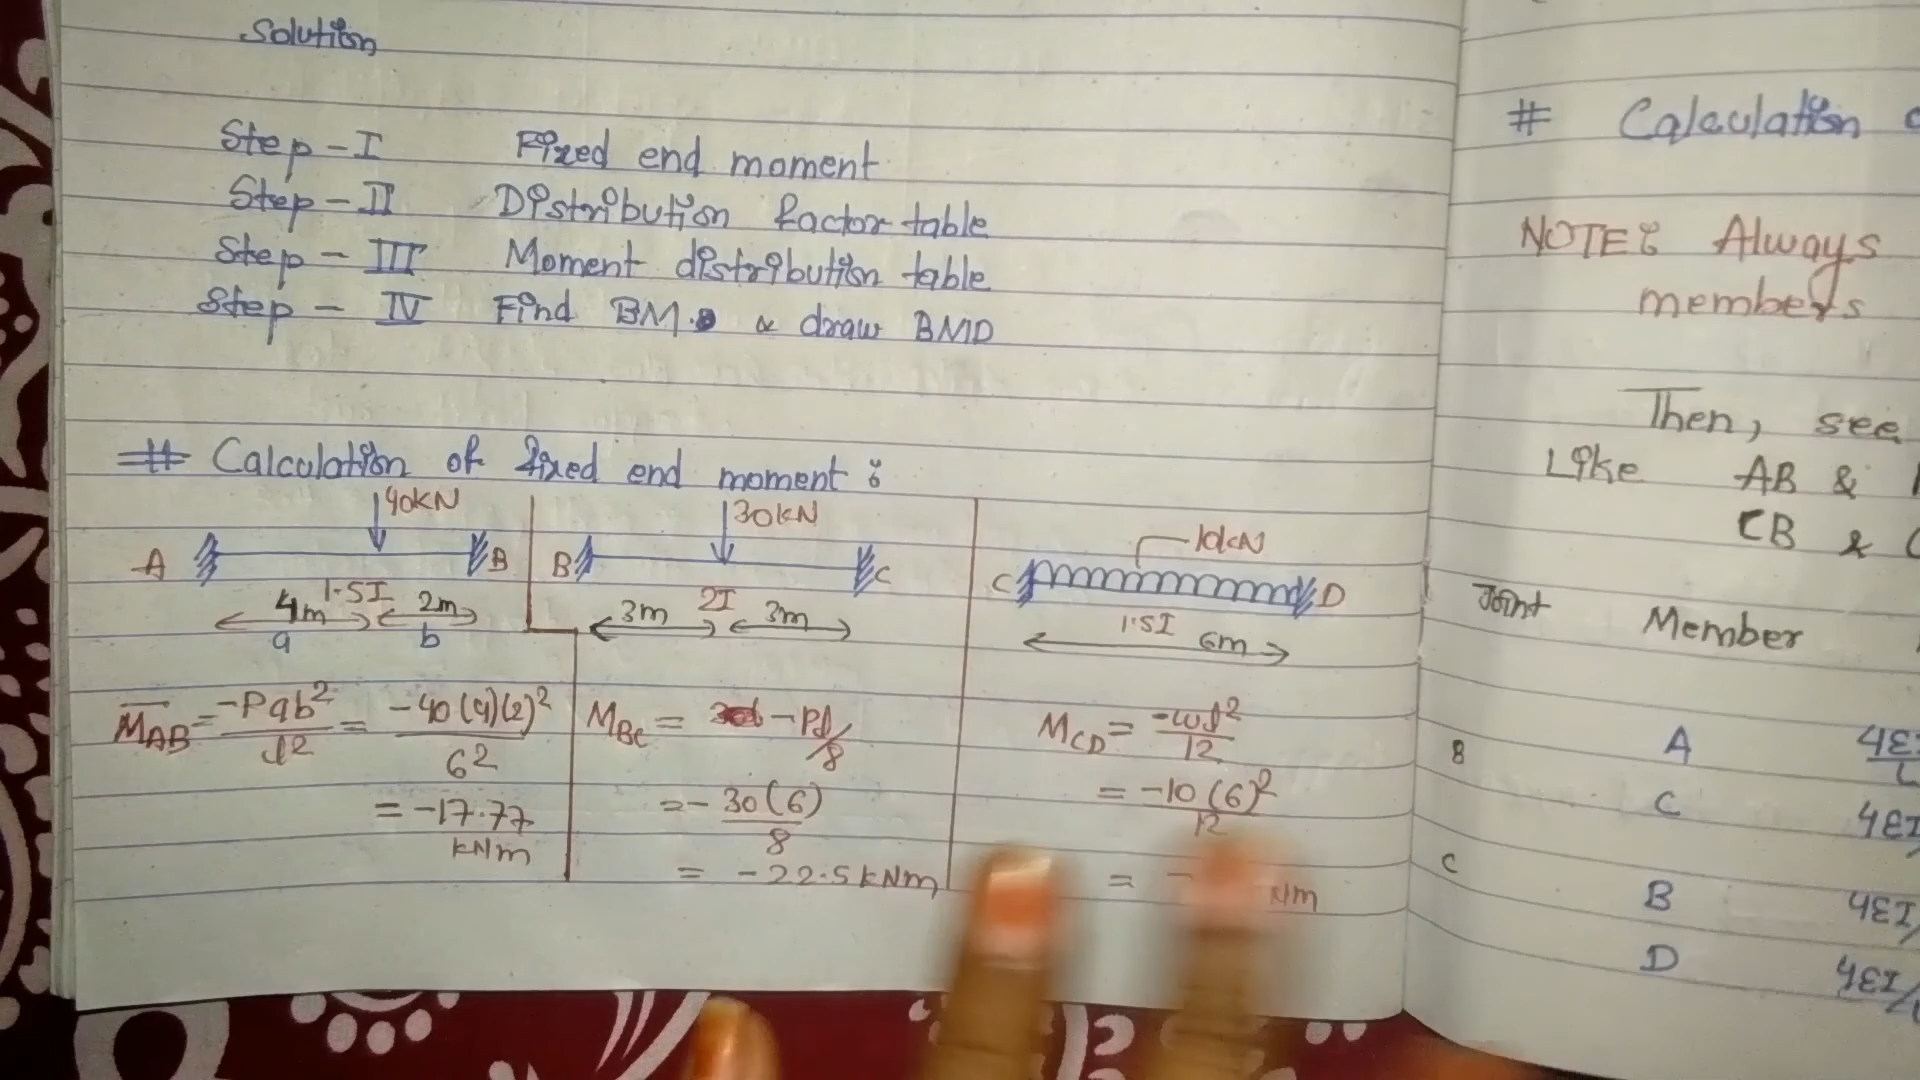 Solution
Step-I Fixed end moment
Step-II Distribution factor table
Step-III Moment distribution table
Step-IV Find BM. & draw BMD
# Calculation of fixed end moment:
40kN
A B
4m 1.5I 2m
a b
M̅AB = -Pab²/l² = -40(4)(2)²/6²
= -17.77 kNm
30kN
B C
3m 2I 3m
MBC = -Pl/8
= -30(6)/8
= -22.5kNm
10kN
C D
1.5I 6m
MCD = -wl²/12
= -10(6)²/12
= - Nm
# Calculation
NOTE: Always
members
Then, see
Like AB &
CB &
Joint Member
B A 4EI
C 4EI
C B 4EI
D 4EI